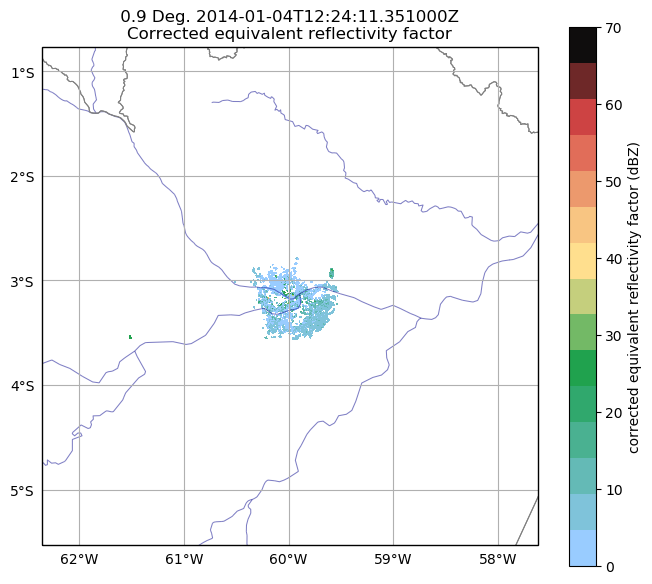 0.9 Deg. 2014-01-04T12:24:11.351000Z
Corrected equivalent reflectivity factor
1°S
2°S
3°S
4°S
5°S
62°W
61°W
60°W
59°W
58°W
70
60
50
40
30
20
10
0
corrected equivalent reflectivity factor (dBZ)